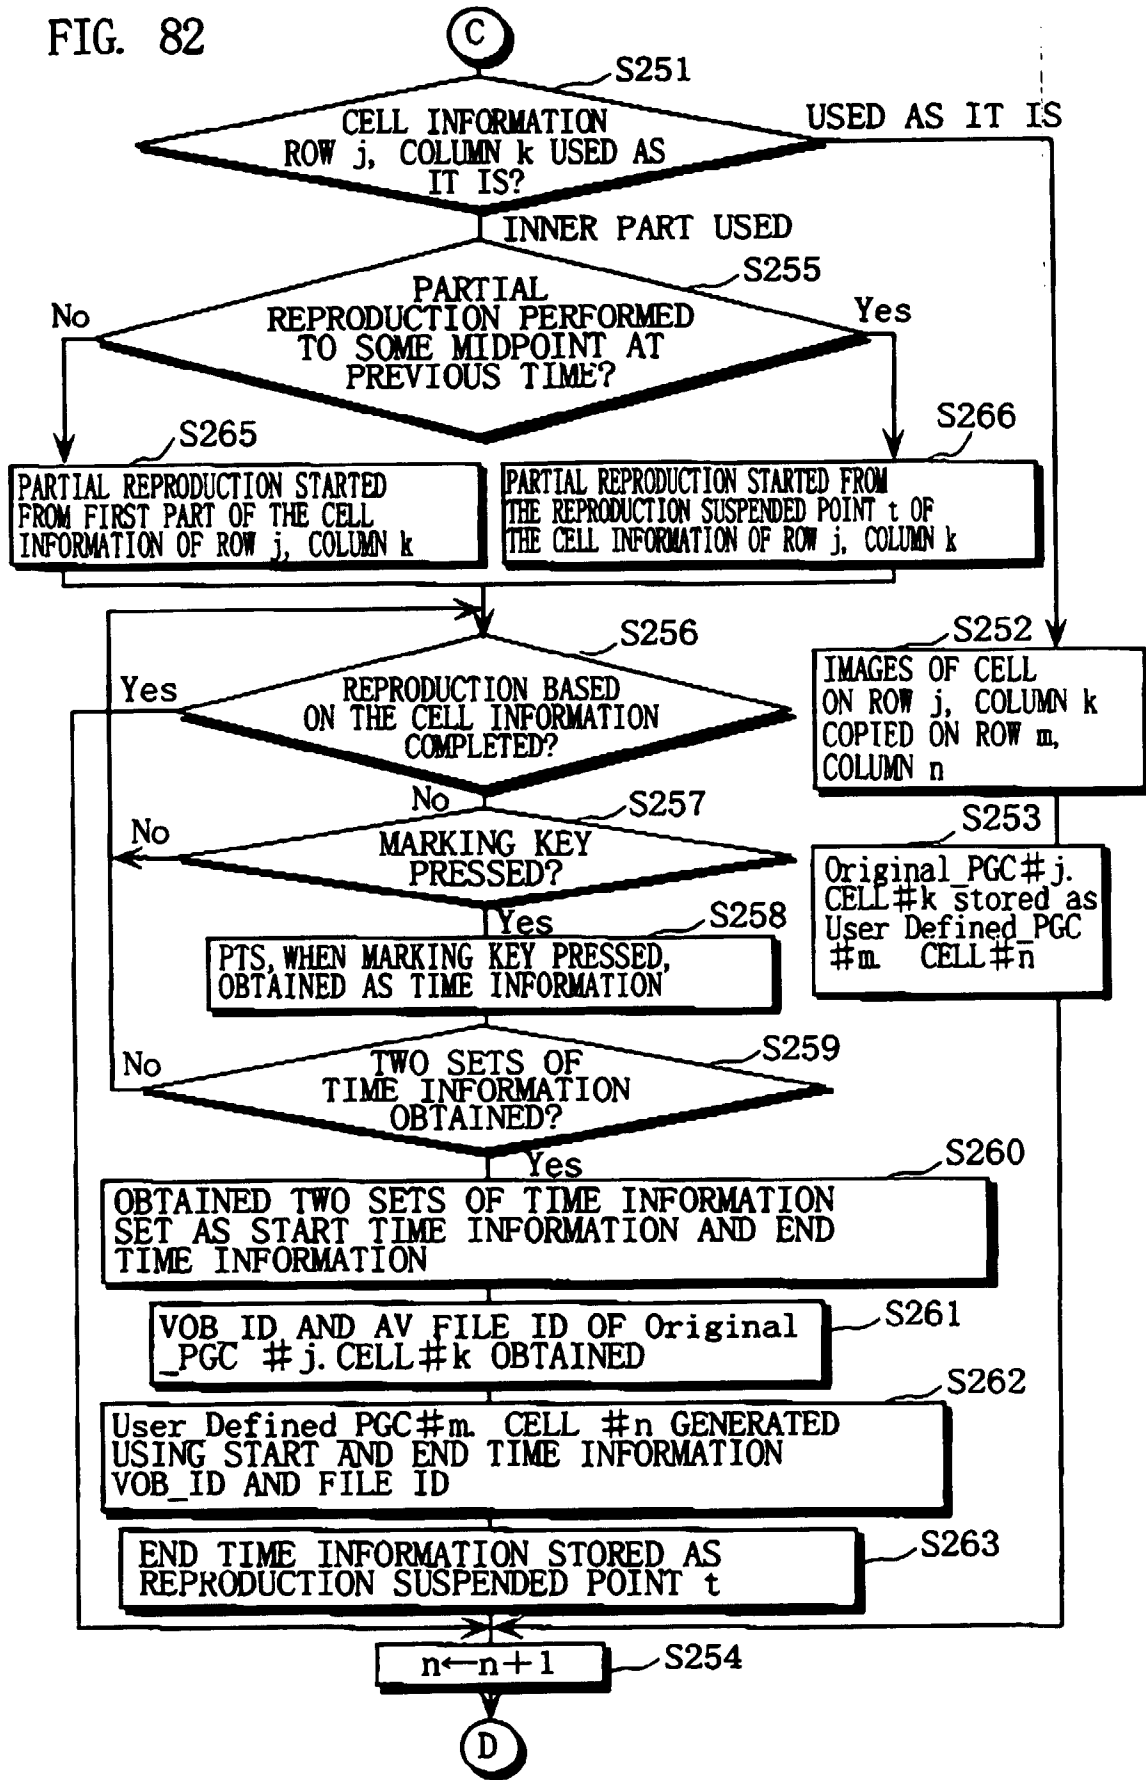 FIG. 82
C
S251
CELL INFORMATION
ROW j, COLUMN k USED AS
IT IS?
USED AS IT IS
INNER PART USED
S255
PARTIAL
REPRODUCTION PERFORMED
TO SOME MIDPOINT AT
PREVIOUS TIME?
No
Yes
S265
PARTIAL REPRODUCTION STARTED
FROM FIRST PART OF THE CELL
INFORMATION OF ROW j, COLUMN k
S266
PARTIAL REPRODUCTION STARTED FROM
THE REPRODUCTION SUSPENDED POINT t OF
THE CELL INFORMATION OF ROW j, COLUMN k
S256
Yes
REPRODUCTION BASED
ON THE CELL INFORMATION
COMPLETED?
No
S252
IMAGES OF CELL
ON ROW j, COLUMN k
COPIED ON ROW m,
COLUMN n
S257
No
MARKING KEY
PRESSED?
Yes
S253
Original_PGC#j.
CELL#k stored as
User Defined_PGC
#m. CELL#n
S258
PTS, WHEN MARKING KEY PRESSED,
OBTAINED AS TIME INFORMATION
S259
No
TWO SETS OF
TIME INFORMATION
OBTAINED?
Yes
S260
OBTAINED TWO SETS OF TIME INFORMATION
SET AS START TIME INFORMATION AND END
TIME INFORMATION
S261
VOB_ID AND AV FILE ID OF Original
_PGC #j. CELL#k OBTAINED
S262
User_Defined_PGC#m. CELL #n GENERATED
USING START AND END TIME INFORMATION
VOB_ID AND FILE ID
S263
END TIME INFORMATION STORED AS
REPRODUCTION SUSPENDED POINT t
S254
n←n+1
D